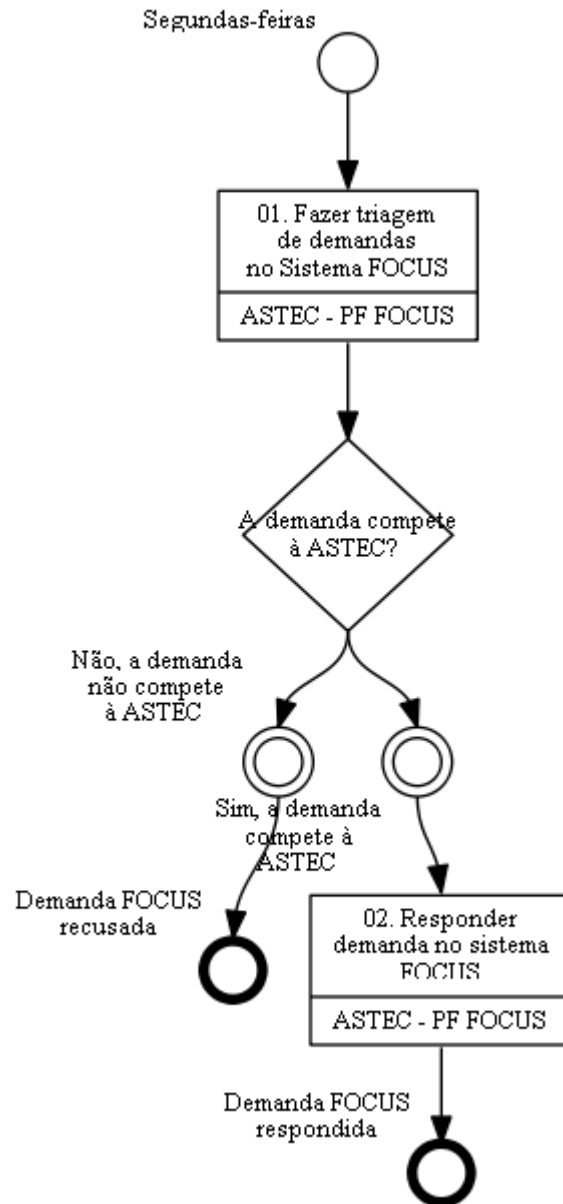 Segundas-feiras
01. Fazer triagem
de demandas
no Sistema FOCUS
ASTEC - PF FOCUS
A demanda compete
à ASTEC?
Não, a demanda
não compete
à ASTEC
Sim, a demanda
compete à
ASTEC
Demanda FOCUS
recusada
02. Responder
demanda no sistema
FOCUS
ASTEC - PF FOCUS
Demanda FOCUS
respondida